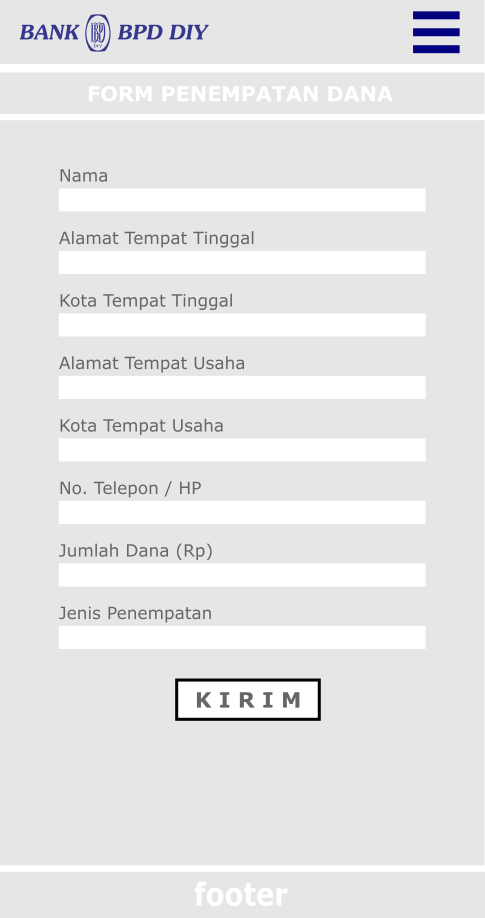 BANK BPD DIY
FORM PENEMPATAN DANA
Nama
Alamat Tempat Tinggal
Kota Tempat Tinggal
Alamat Tempat Usaha
Kota Tempat Usaha
No. Telepon / HP
Jumlah Dana (Rp)
Jenis Penempatan
KIRIM
footer